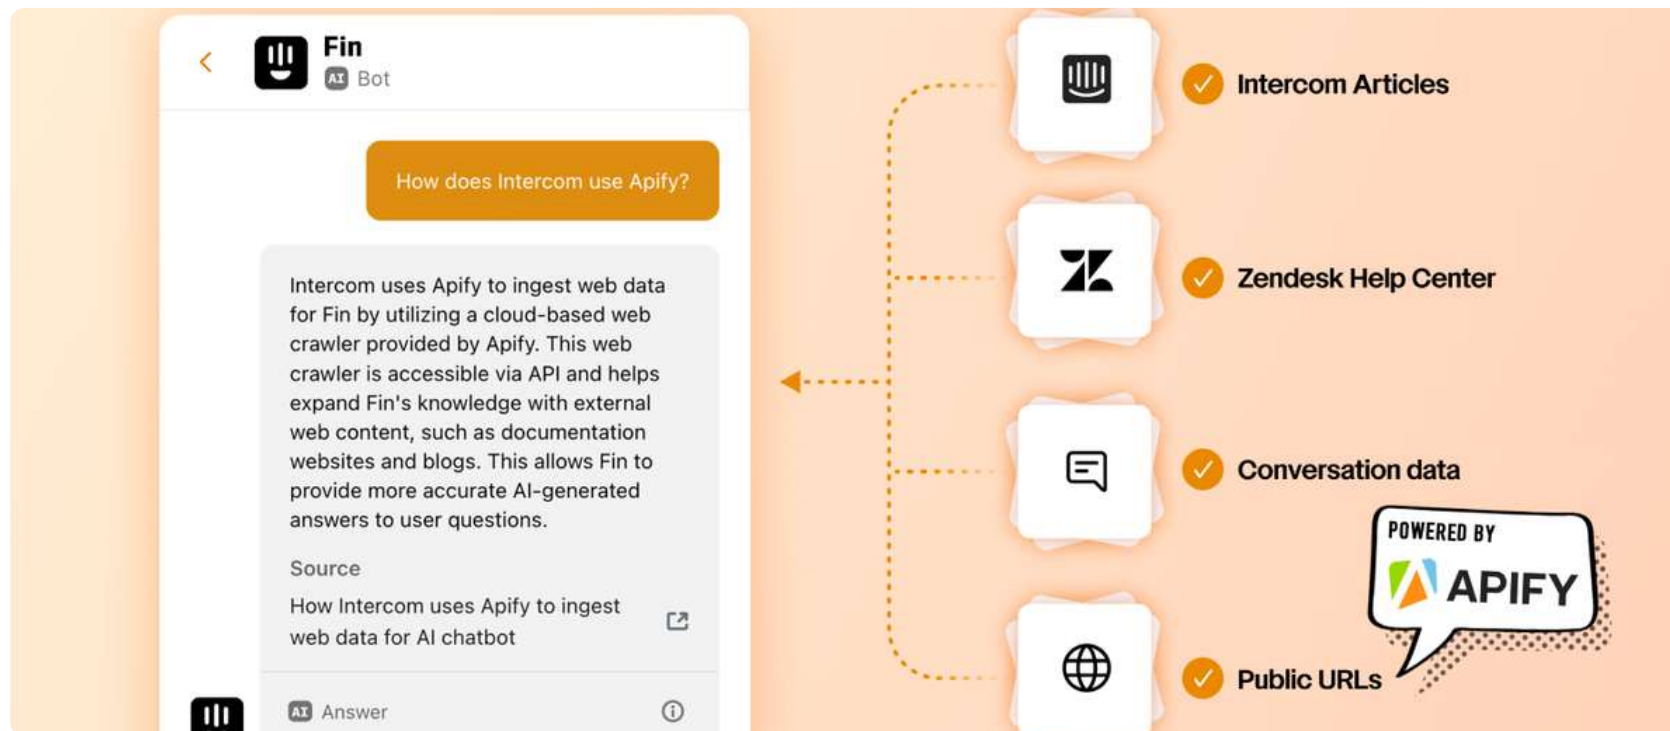 Fin
AI Bot
How does Intercom use Apify?
Intercom uses Apify to ingest web data
for Fin by utilizing a cloud-based web
crawler provided by Apify. This web
crawler is accessible via API and helps
expand Fin's knowledge with external
web content, such as documentation
websites and blogs. This allows Fin to
provide more accurate AI-generated
answers to user questions.
Source
How Intercom uses Apify to ingest
web data for AI chatbot
AI Answer
Intercom Articles
Zendesk Help Center
Conversation data
POWERED BY
APIFY
Public URLs